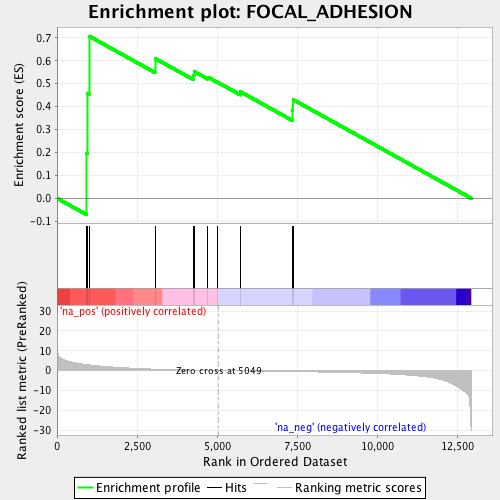 Enrichment plot: FOCAL_ADHESION
Enrichment score (ES)
0.7
0.6
0.5
0.4
0.3
0.2
0.1
0.0
-0.1
'na_pos' (positively correlated)
Ranked list metric (PreRanked)
30
20
10
0
-10
-20
-30
Zero cross at 5049
'na_neg' (negatively correlated)
0 2,500 5,000 7,500 10,000 12,500
Rank in Ordered Dataset
Enrichment profile Hits Ranking metric scores